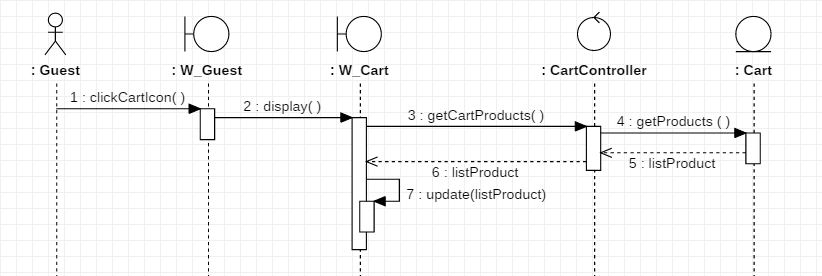 : Guest
: W_Guest
: W_Cart
: CartController
: Cart
1 : clickCartIcon( )
2 : display( )
3 : getCartProducts( )
4 : getProducts ( )
5 : listProduct
6 : listProduct
7 : update(listProduct)